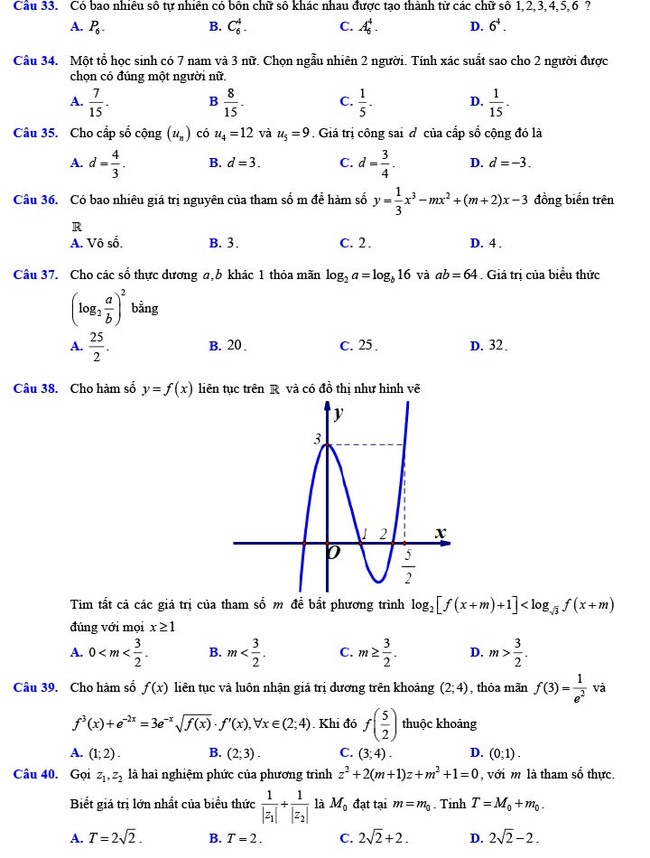 Câu 33. Có bao nhiêu số tự nhiên có bốn chữ số khác nhau được tạo thành từ các chữ số 1, 2, 3, 4, 5, 6 ?
A. P₆. B. C₆⁴. C. A₆⁴. D. 6⁴.
Câu 34. Một tổ học sinh có 7 nam và 3 nữ. Chọn ngẫu nhiên 2 người. Tính xác suất sao cho 2 người được
chọn có đúng một người nữ.
A. 7/15. B 8/15. C. 1/5. D. 1/15.
Câu 35. Cho cấp số cộng (uₙ) có u₄ = 12 và u₅ = 9. Giá trị công sai d của cấp số cộng đó là
A. d = 4/3. B. d = 3. C. d = 3/4. D. d = −3.
Câu 36. Có bao nhiêu giá trị nguyên của tham số m để hàm số y = 1/3 x³ − mx² + (m + 2)x − 3 đồng biến trên
ℝ
A. Vô số. B. 3. C. 2. D. 4.
Câu 37. Cho các số thực dương a, b khác 1 thỏa mãn log₂ a = log_b 16 và ab = 64. Giá trị của biểu thức
(log₂ a/b)² bằng
A. 25/2. B. 20. C. 25. D. 32.
Câu 38. Cho hàm số y = f(x) liên tục trên ℝ và có đồ thị như hình vẽ
y
3
1 2 x
O 5/2
Tìm tất cả các giá trị của tham số m để bất phương trình log₂[f(x + m) + 1] < log_√3 f(x + m)
đúng với mọi x ≥ 1
A. 0 < m < 3/2. B. m < 3/2. C. m ≥ 3/2. D. m > 3/2.
Câu 39. Cho hàm số f(x) liên tục và luôn nhận giá trị dương trên khoảng (2; 4), thỏa mãn f(3) = 1/e² và
f³(x) + e⁻²ˣ = 3e⁻ˣ√f(x) . f'(x), ∀x ∈ (2; 4). Khi đó f(5/2) thuộc khoảng
A. (1; 2). B. (2; 3). C. (3; 4). D. (0; 1).
Câu 40. Gọi z₁, z₂ là hai nghiệm phức của phương trình z² + 2(m + 1)z + m² + 1 = 0, với m là tham số thực.
Biết giá trị lớn nhất của biểu thức 1/|z₁| + 1/|z₂| là M₀ đạt tại m = m₀. Tính T = M₀ + m₀.
A. T = 2√2. B. T = 2. C. 2√2 + 2. D. 2√2 − 2.